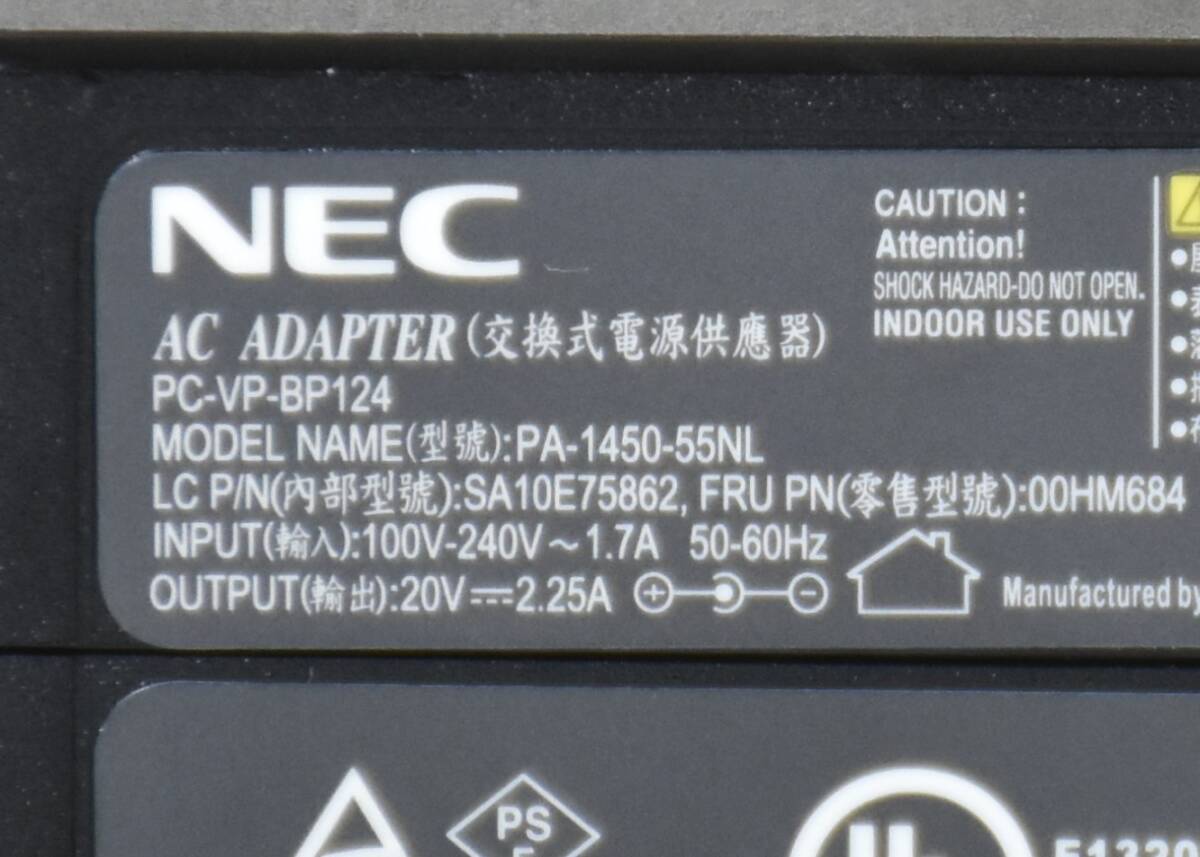 NEC
AC ADAPTER(交換式電源供應器)
PC-VP-BP124
MODEL NAME(型號):PA-1450-55NL
LC P/N(內部型號):SA10E75862, FRU PN(零售型號):00HM684
INPUT(輸入):100V-240V~1.7A 50-60Hz
OUTPUT(輸出):20V⎓2.25A
CAUTION :
Attention!
SHOCK HAZARD-DO NOT OPEN.
INDOOR USE ONLY
Manufactured by
PS